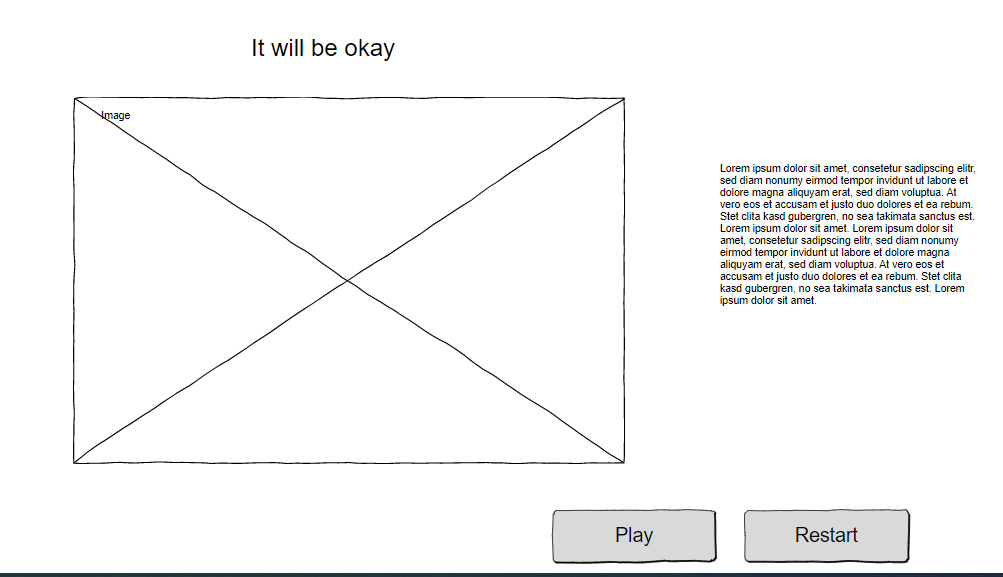 It will be okay
Image
Lorem ipsum dolor sit amet, consetetur sadipscing elitr,
sed diam nonumy eirmod tempor invidunt ut labore et
dolore magna aliquyam erat, sed diam voluptua. At
vero eos et accusam et justo duo dolores et ea rebum.
Stet clita kasd gubergren, no sea takimata sanctus est.
Lorem ipsum dolor sit amet. Lorem ipsum dolor sit
amet, consetetur sadipscing elitr, sed diam nonumy
eirmod tempor invidunt ut labore et dolore magna
aliquyam erat, sed diam voluptua. At vero eos et
accusam et justo duo dolores et ea rebum. Stet clita
kasd gubergren, no sea takimata sanctus est. Lorem
ipsum dolor sit amet.
Play
Restart